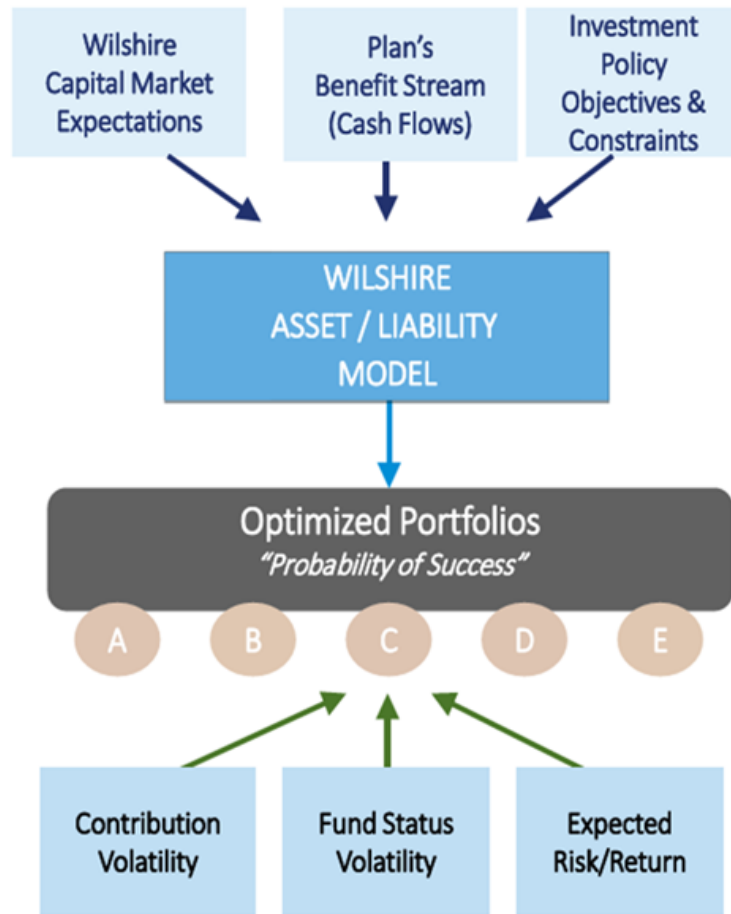 Wilshire
Capital Market
Expectations
Plan's
Benefit Stream
(Cash Flows)
Investment
Policy
Objectives &
Constraints
WILSHIRE
ASSET / LIABILITY
MODEL
Optimized Portfolios
"Probability of Success"
A
B
C
D
E
Contribution
Volatility
Fund Status
Volatility
Expected
Risk/Return